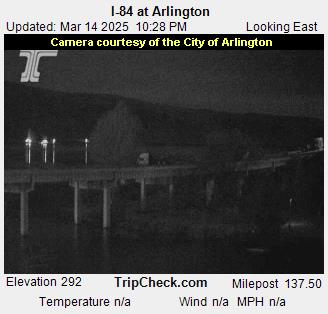 I-84 at Arlington
Updated: Mar 14 2025 10:28 PM Looking East
Camera courtesy of the City of Arlington
Elevation 292 TripCheck.com Milepost 137.50
Temperature n/a Wind n/a MPH n/a